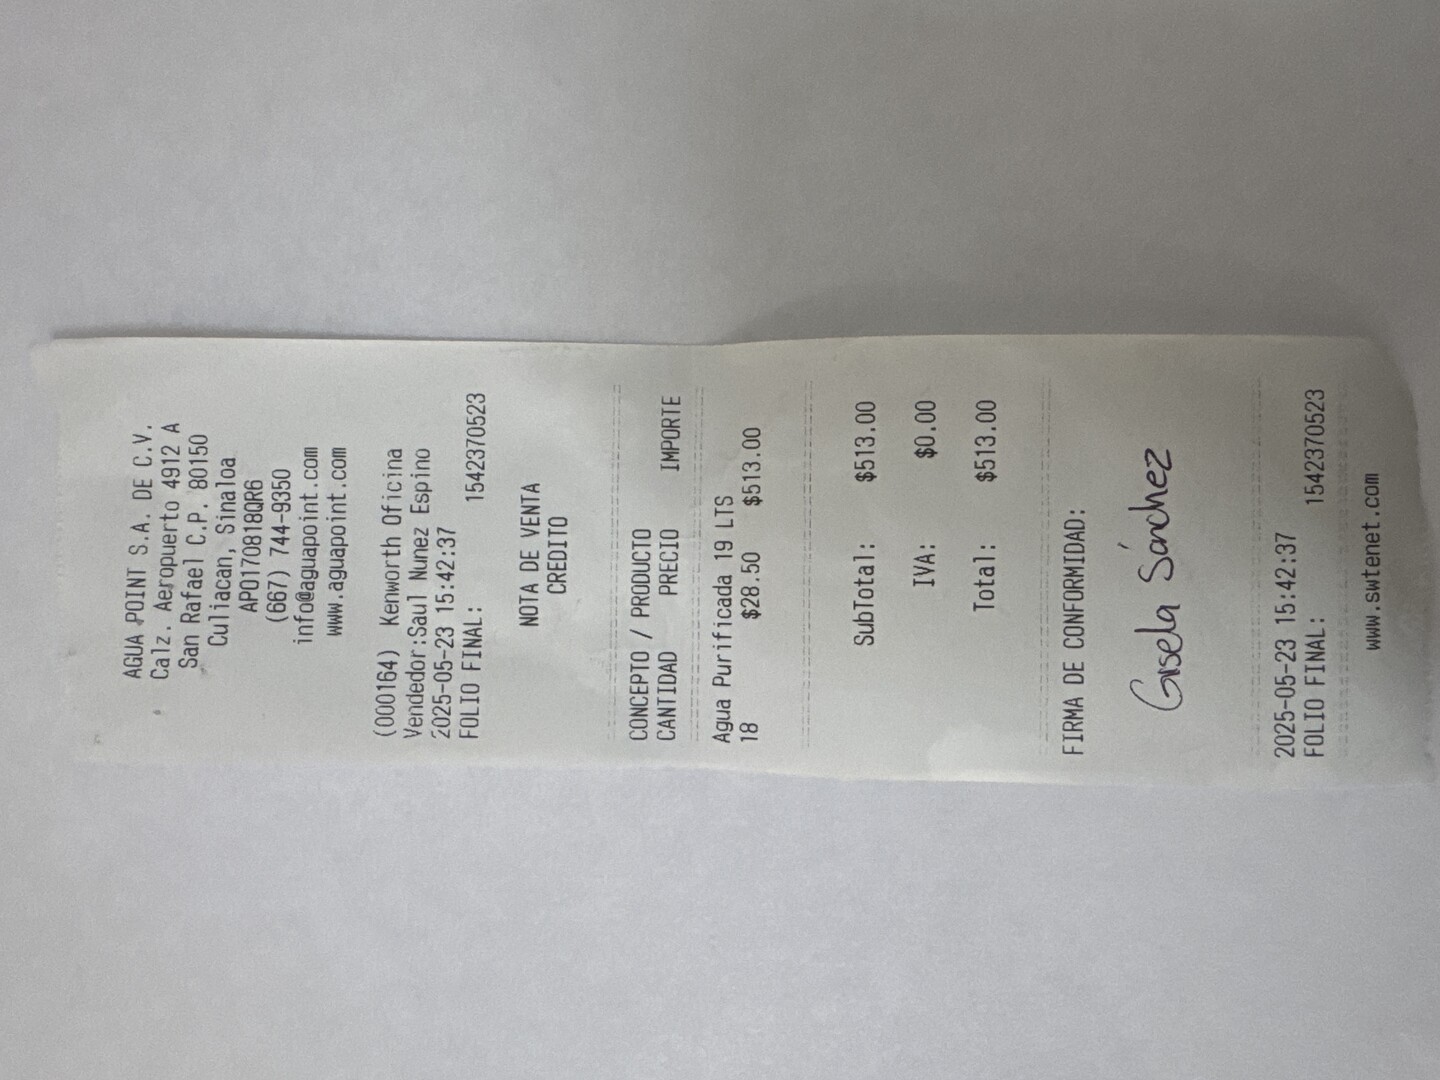 AGUA POINT S.A. DE C.V.
Calz. Aeropuerto 4912 A
San Rafael C.P. 80150
Culiacan, Sinaloa
APO170818QR6
(667) 744-9350
info@aguapoint.com
www.aguapoint.com
(000164) Kenworth Oficina
Vendedor:Saul Nunez Espino
2025-05-23 15:42:37
FOLIO FINAL: 1542370523
NOTA DE VENTA
CREDITO
CONCEPTO / PRODUCTO
CANTIDAD PRECIO IMPORTE
Agua Purificada 19 LTS
18 $28.50 $513.00
SubTotal: $513.00
IVA: $0.00
Total: $513.00
FIRMA DE CONFORMIDAD:
Gisela Sánchez
2025-05-23 15:42:37
FOLIO FINAL: 1542370523
www.swtenet.com